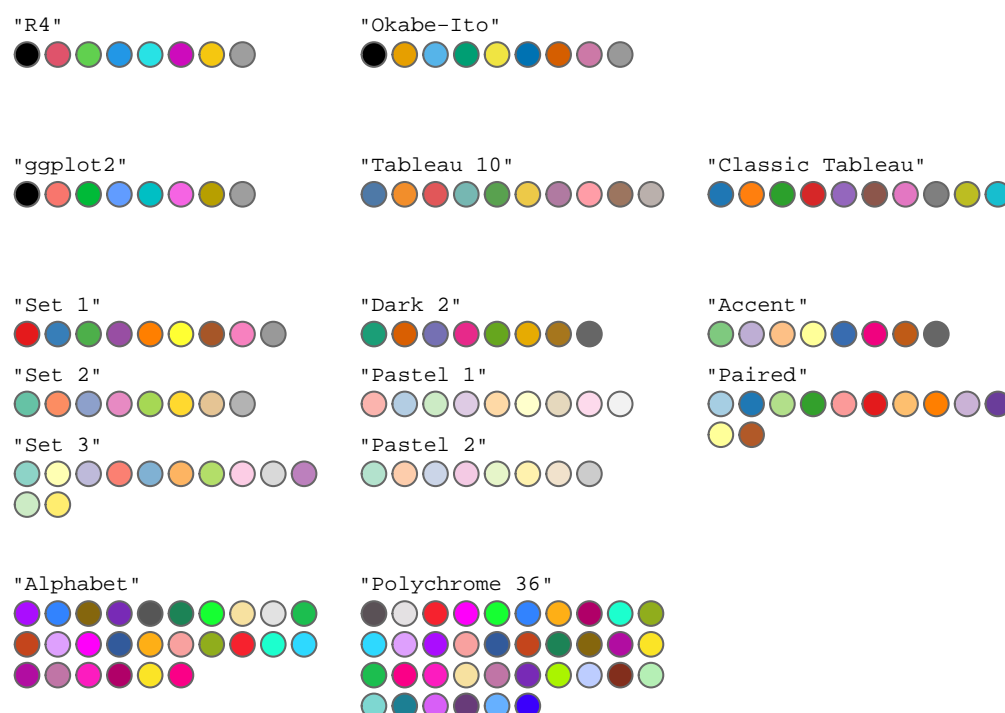 "R4" "Okabe-Ito"
"ggplot2" "Tableau 10" "Classic Tableau"
"Set 1" "Dark 2" "Accent"
"Set 2" "Pastel 1" "Paired"
"Set 3" "Pastel 2"
"Alphabet" "Polychrome 36"